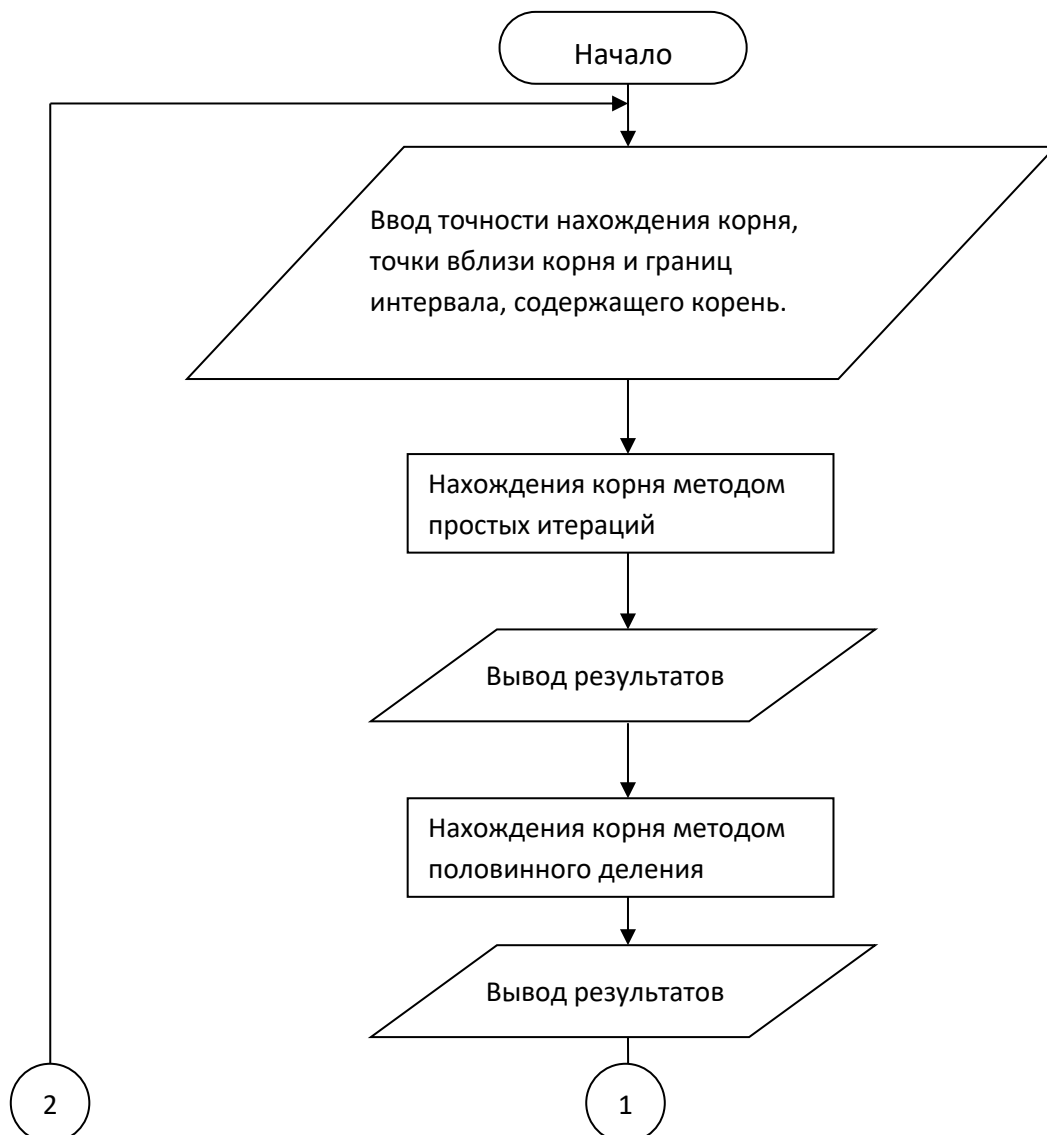 Начало
Ввод точности нахождения корня,
точки вблизи корня и границ
интервала, содержащего корень.
Нахождения корня методом
простых итераций
Вывод результатов
Нахождения корня методом
половинного деления
Вывод результатов
2
1